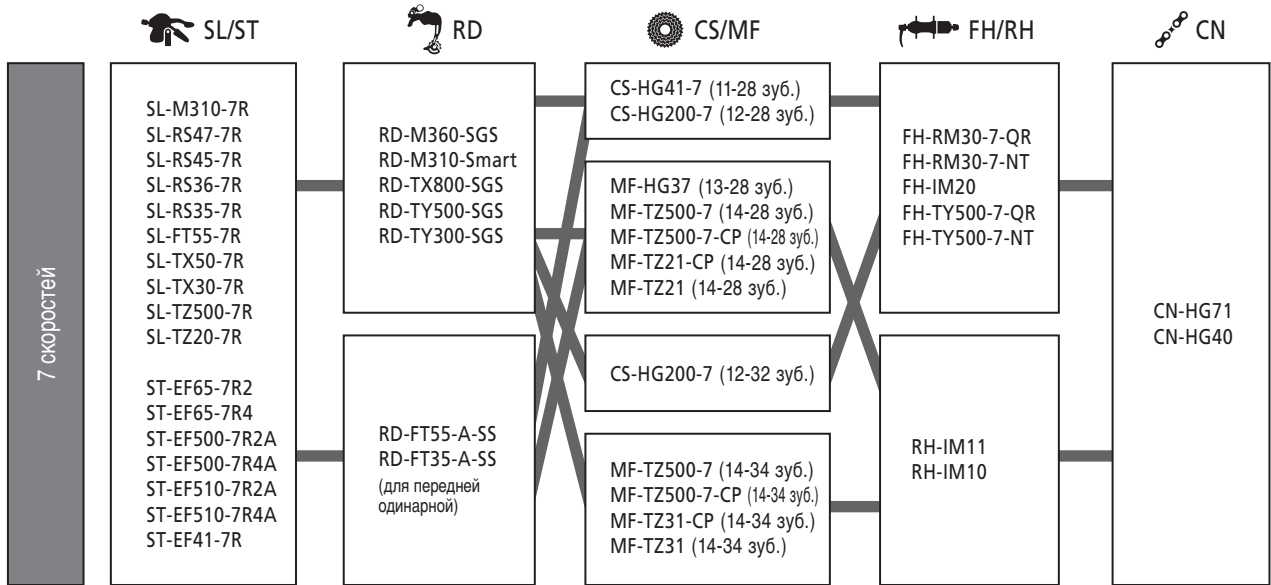 SL/ST
RD
CS/MF
FH/RH
CN
7 скоростей
SL-M310-7R
SL-RS47-7R
SL-RS45-7R
SL-RS36-7R
SL-RS35-7R
SL-FT55-7R
SL-TX50-7R
SL-TX30-7R
SL-TZ500-7R
SL-TZ20-7R
ST-EF65-7R2
ST-EF65-7R4
ST-EF500-7R2A
ST-EF500-7R4A
ST-EF510-7R2A
ST-EF510-7R4A
ST-EF41-7R
RD-M360-SGS
RD-M310-Smart
RD-TX800-SGS
RD-TY500-SGS
RD-TY300-SGS
RD-FT55-A-SS
RD-FT35-A-SS
(для передней
одинарной)
CS-HG41-7 (11-28 зуб.)
CS-HG200-7 (12-28 зуб.)
MF-HG37 (13-28 зуб.)
MF-TZ500-7 (14-28 зуб.)
MF-TZ500-7-CP (14-28 зуб.)
MF-TZ21-CP (14-28 зуб.)
MF-TZ21 (14-28 зуб.)
CS-HG200-7 (12-32 зуб.)
MF-TZ500-7 (14-34 зуб.)
MF-TZ500-7-CP (14-34 зуб.)
MF-TZ31-CP (14-34 зуб.)
MF-TZ31 (14-34 зуб.)
FH-RM30-7-QR
FH-RM30-7-NT
FH-IM20
FH-TY500-7-QR
FH-TY500-7-NT
RH-IM11
RH-IM10
CN-HG71
CN-HG40